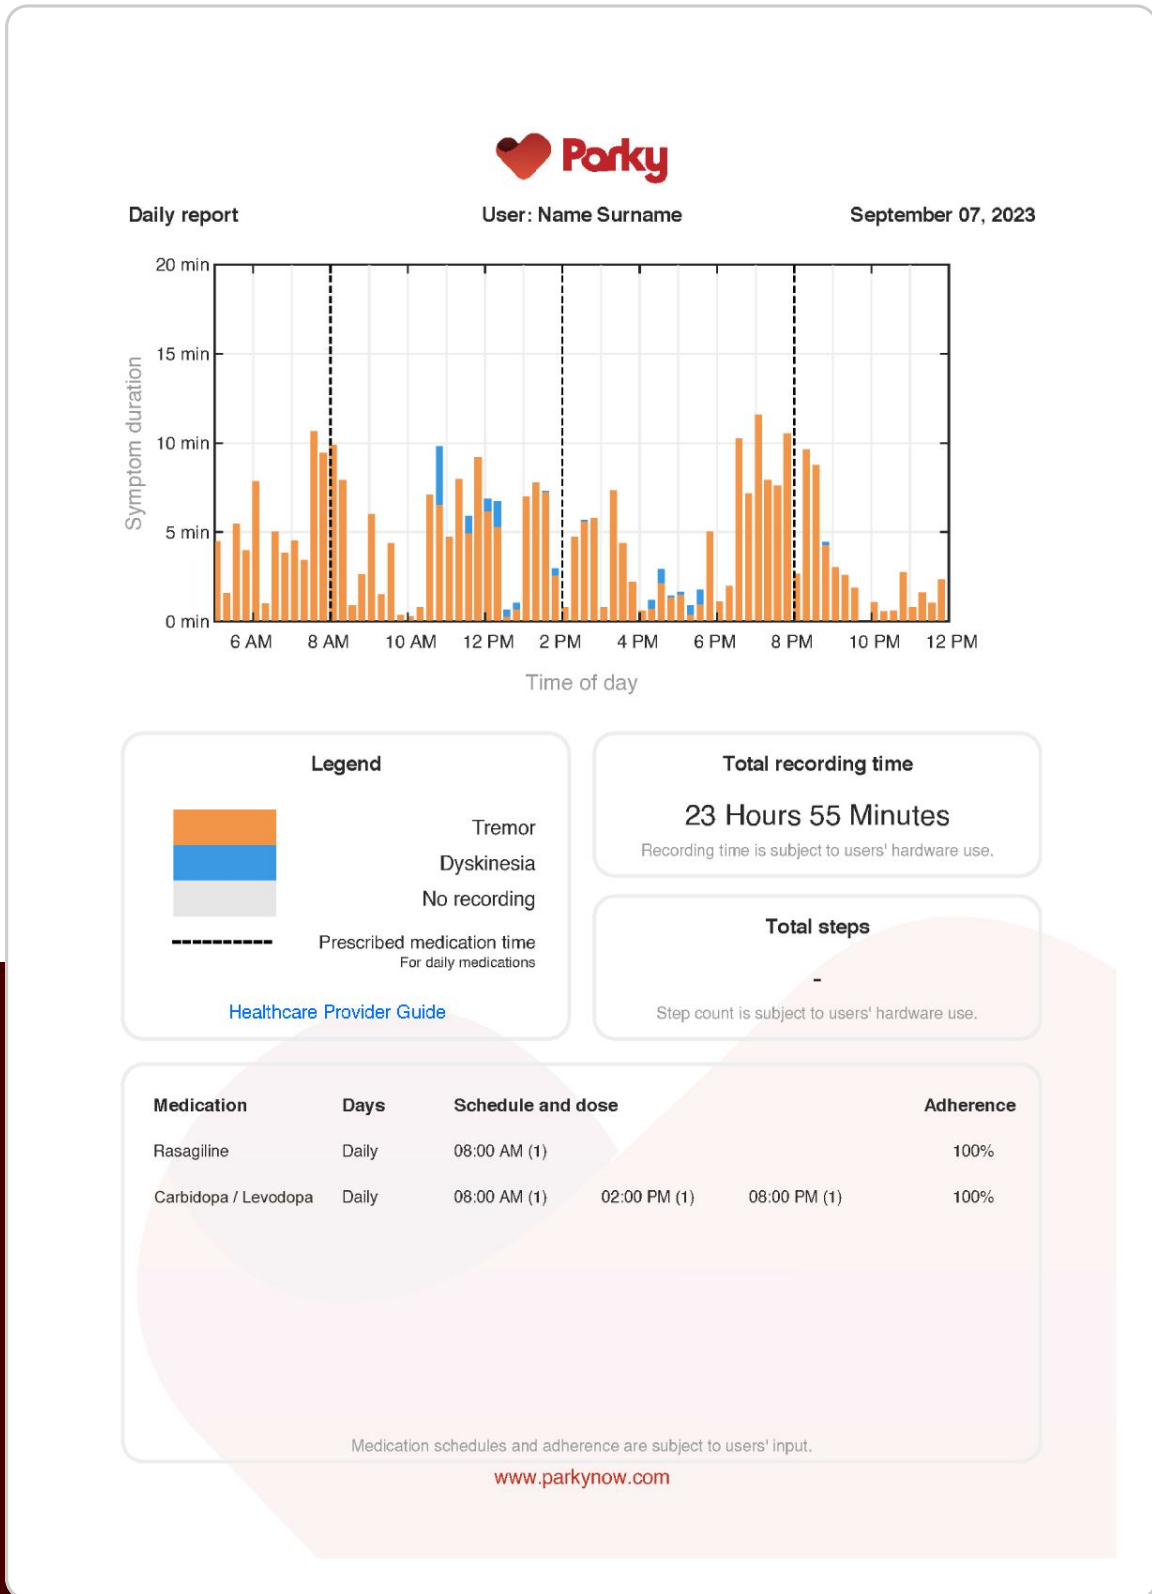 Parky
Daily report User: Name Surname September 07, 2023
20 min
15 min
10 min
5 min
0 min
Symptom duration
6 AM 8 AM 10 AM 12 PM 2 PM 4 PM 6 PM 8 PM 10 PM 12 PM
Time of day
Legend
Tremor
Dyskinesia
No recording
Prescribed medication time
For daily medications
Healthcare Provider Guide
Total recording time
23 Hours 55 Minutes
Recording time is subject to users' hardware use.
Total steps
-
Step count is subject to users' hardware use.
Medication Days Schedule and dose Adherence
Rasagiline Daily 08:00 AM (1) 100%
Carbidopa / Levodopa Daily 08:00 AM (1) 02:00 PM (1) 08:00 PM (1) 100%
Medication schedules and adherence are subject to users' input.
www.parkynow.com